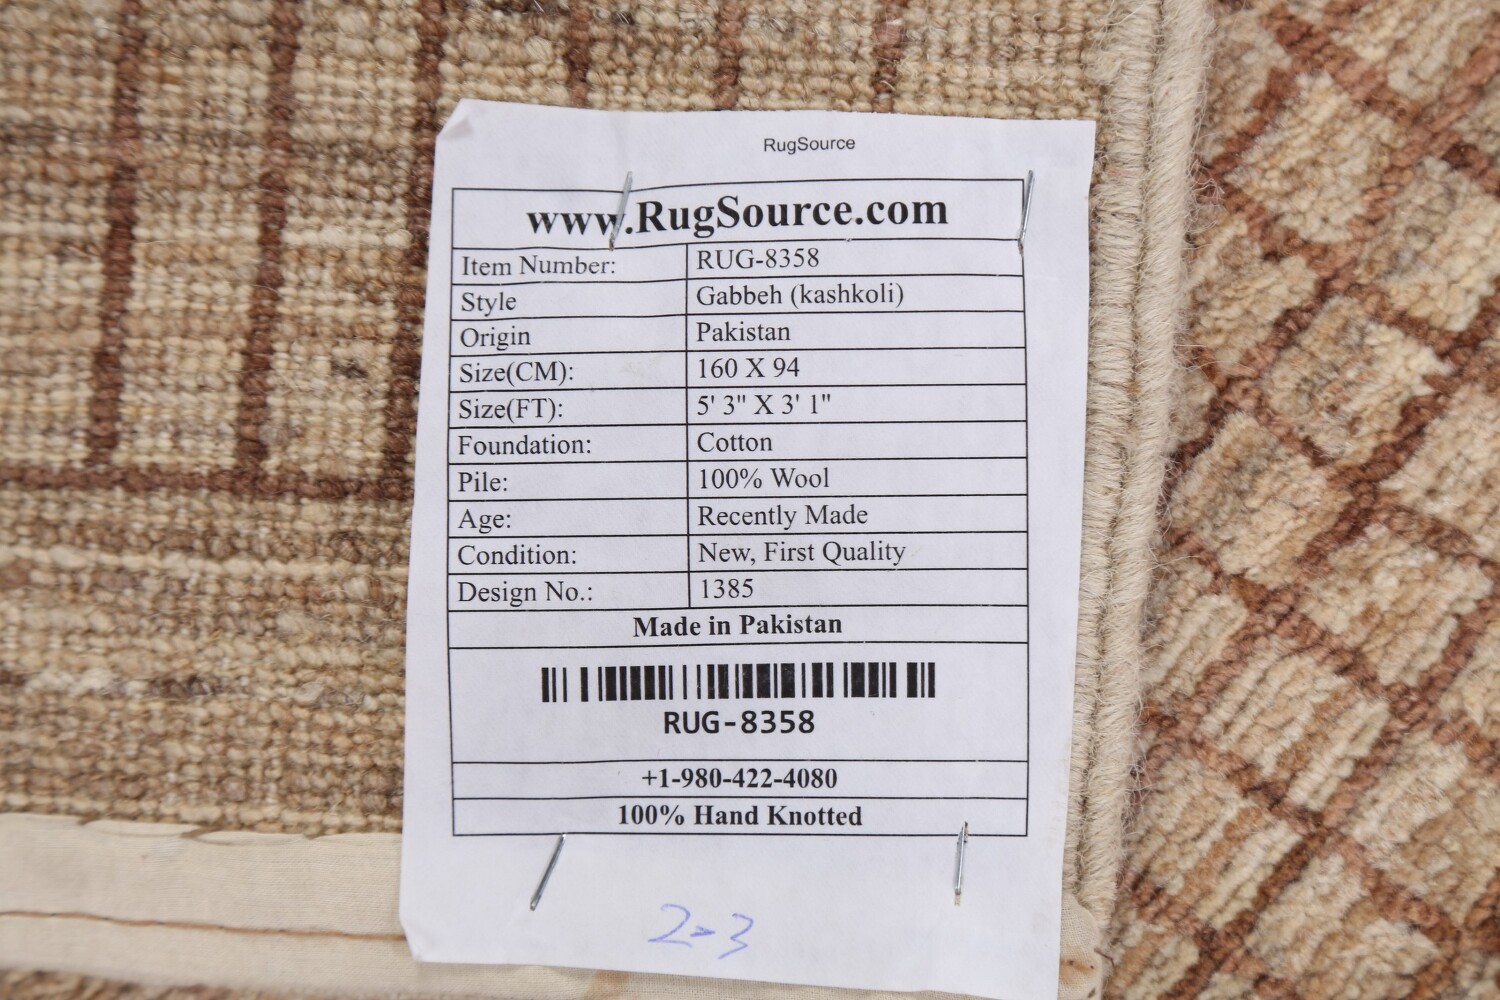 RugSource
www.RugSource.com
Item Number: RUG-8358
Style Gabbeh (kashkoli)
Origin Pakistan
Size(CM): 160 X 94
Size(FT): 5' 3" X 3' 1"
Foundation: Cotton
Pile: 100% Wool
Age: Recently Made
Condition: New, First Quality
Design No.: 1385
Made in Pakistan
RUG-8358
+1-980-422-4080
100% Hand Knotted